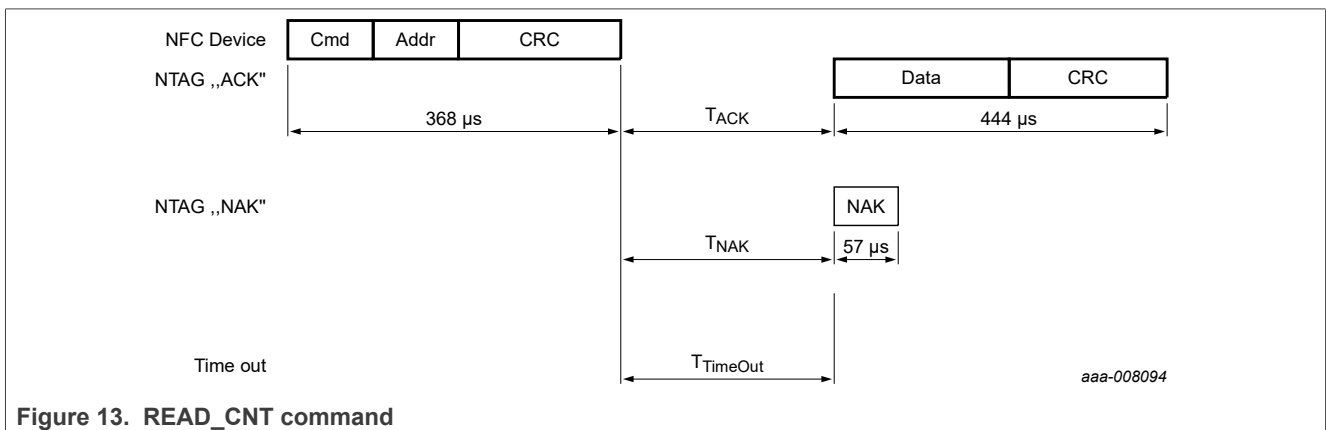 NFC Device Cmd Addr CRC
NTAG ,,ACK" Data CRC
368 µs TACK 444 µs
NTAG ,,NAK" NAK
TNAK 57 µs
Time out TTimeOut aaa-008094
Figure 13. READ_CNT command